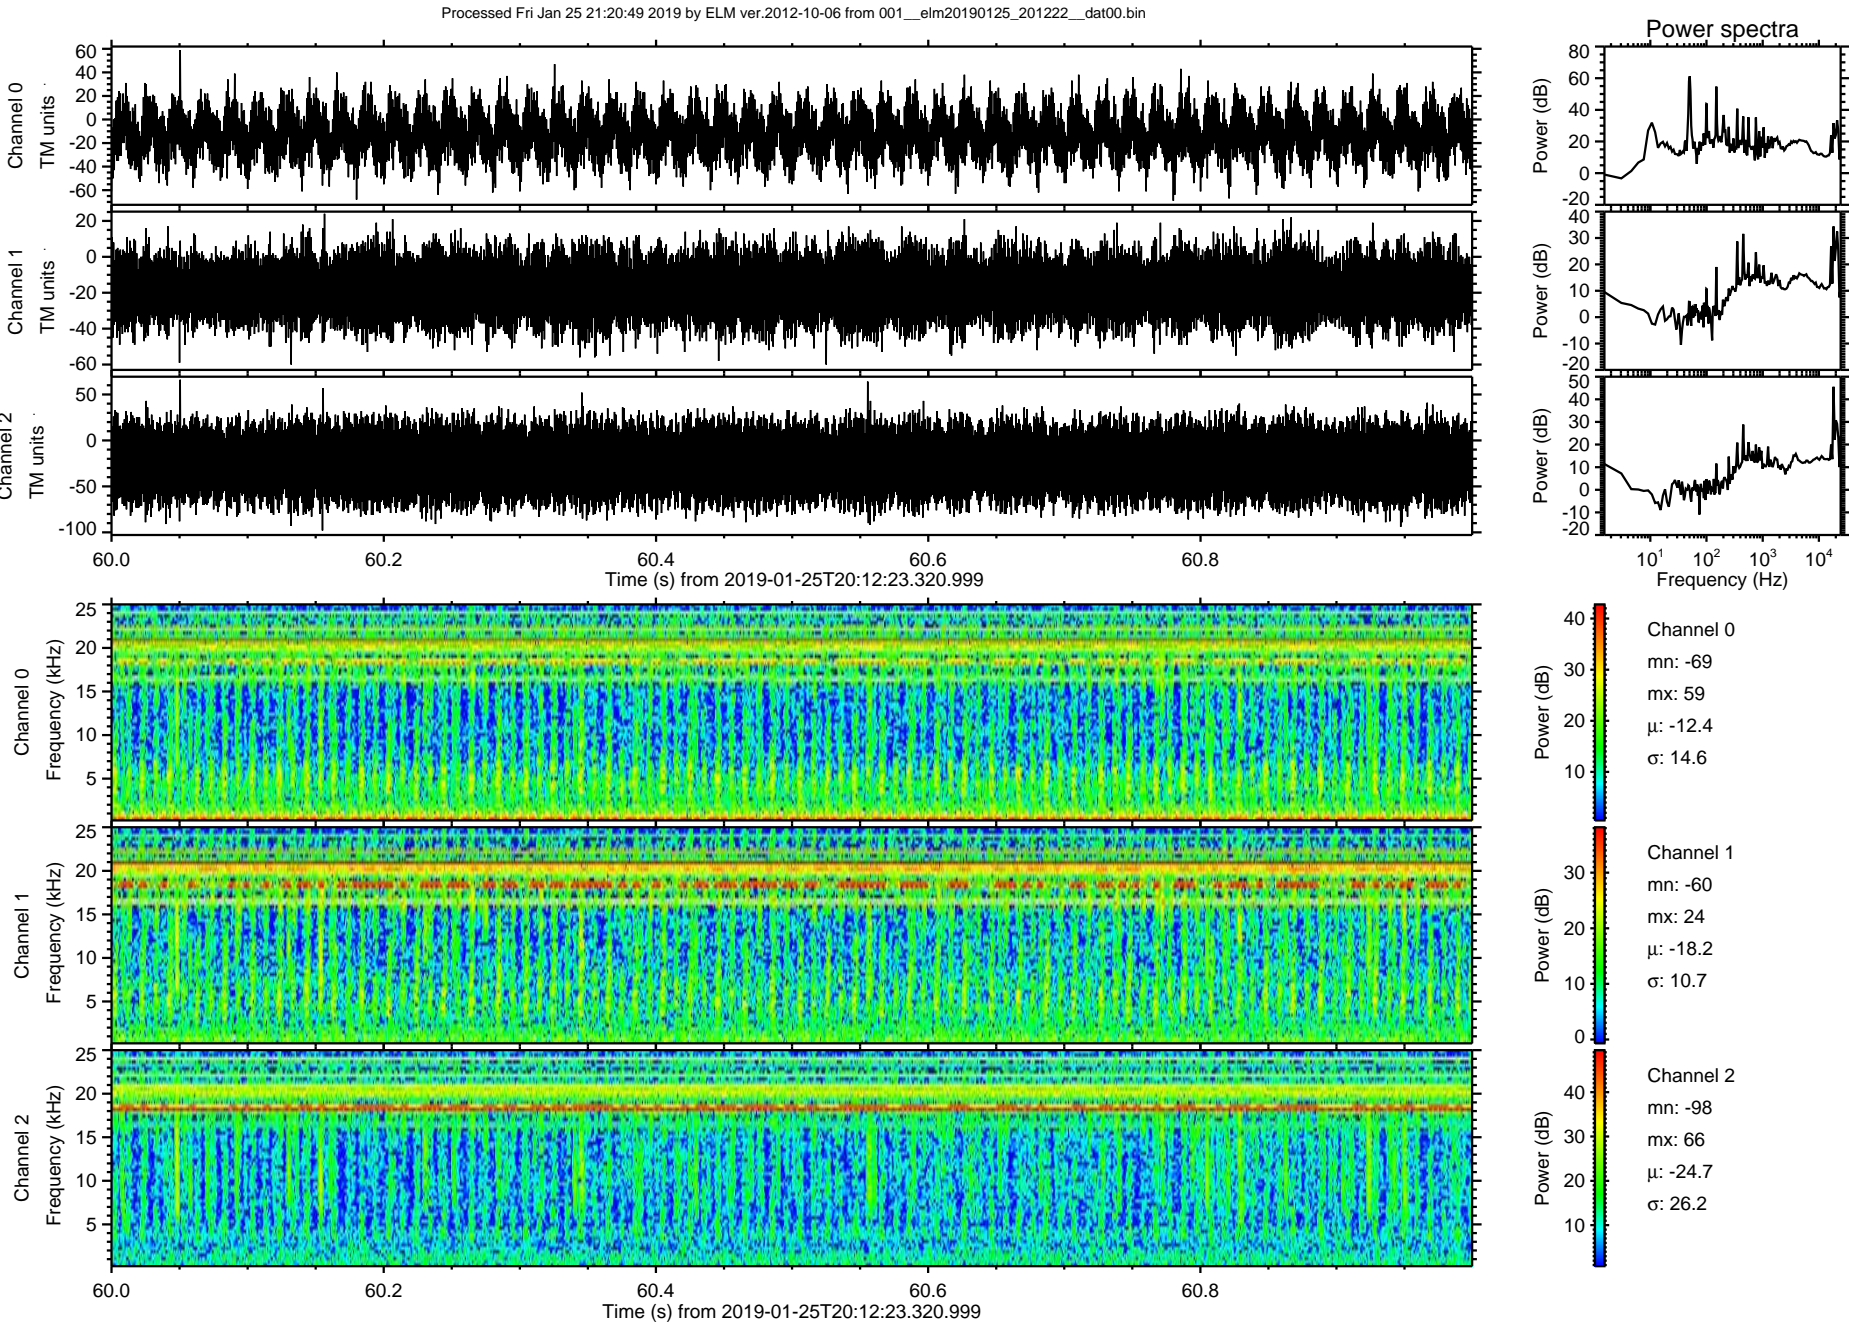 Processed Fri Jan 25 21:20:49 2019 by ELM ver.2012-10-06 from 001__elm20190125_201222__dat00.bin
Power spectra
Channel 0
TM units
60
40
20
0
-20
-40
-60
Power (dB)
80
60
40
20
0
-20
Channel 1
TM units
20
0
-20
-40
-60
Power (dB)
40
30
20
10
0
-10
-20
Channel 2
TM units
50
0
-50
-100
Power (dB)
50
40
30
20
10
0
-10
-20
60.0 60.2 60.4 60.6 60.8
Time (s) from 2019-01-25T20:12:23.320.999
10¹ 10² 10³ 10⁴
Frequency (Hz)
Channel 0
Frequency (kHz)
25
20
15
10
5
Power (dB)
40
30
20
10
Channel 0
mn: -69
mx: 59
μ: -12.4
σ: 14.6
Channel 1
Frequency (kHz)
25
20
15
10
5
Power (dB)
30
20
10
0
Channel 1
mn: -60
mx: 24
μ: -18.2
σ: 10.7
Channel 2
Frequency (kHz)
25
20
15
10
5
Power (dB)
40
30
20
10
Channel 2
mn: -98
mx: 66
μ: -24.7
σ: 26.2
60.0 60.2 60.4 60.6 60.8
Time (s) from 2019-01-25T20:12:23.320.999